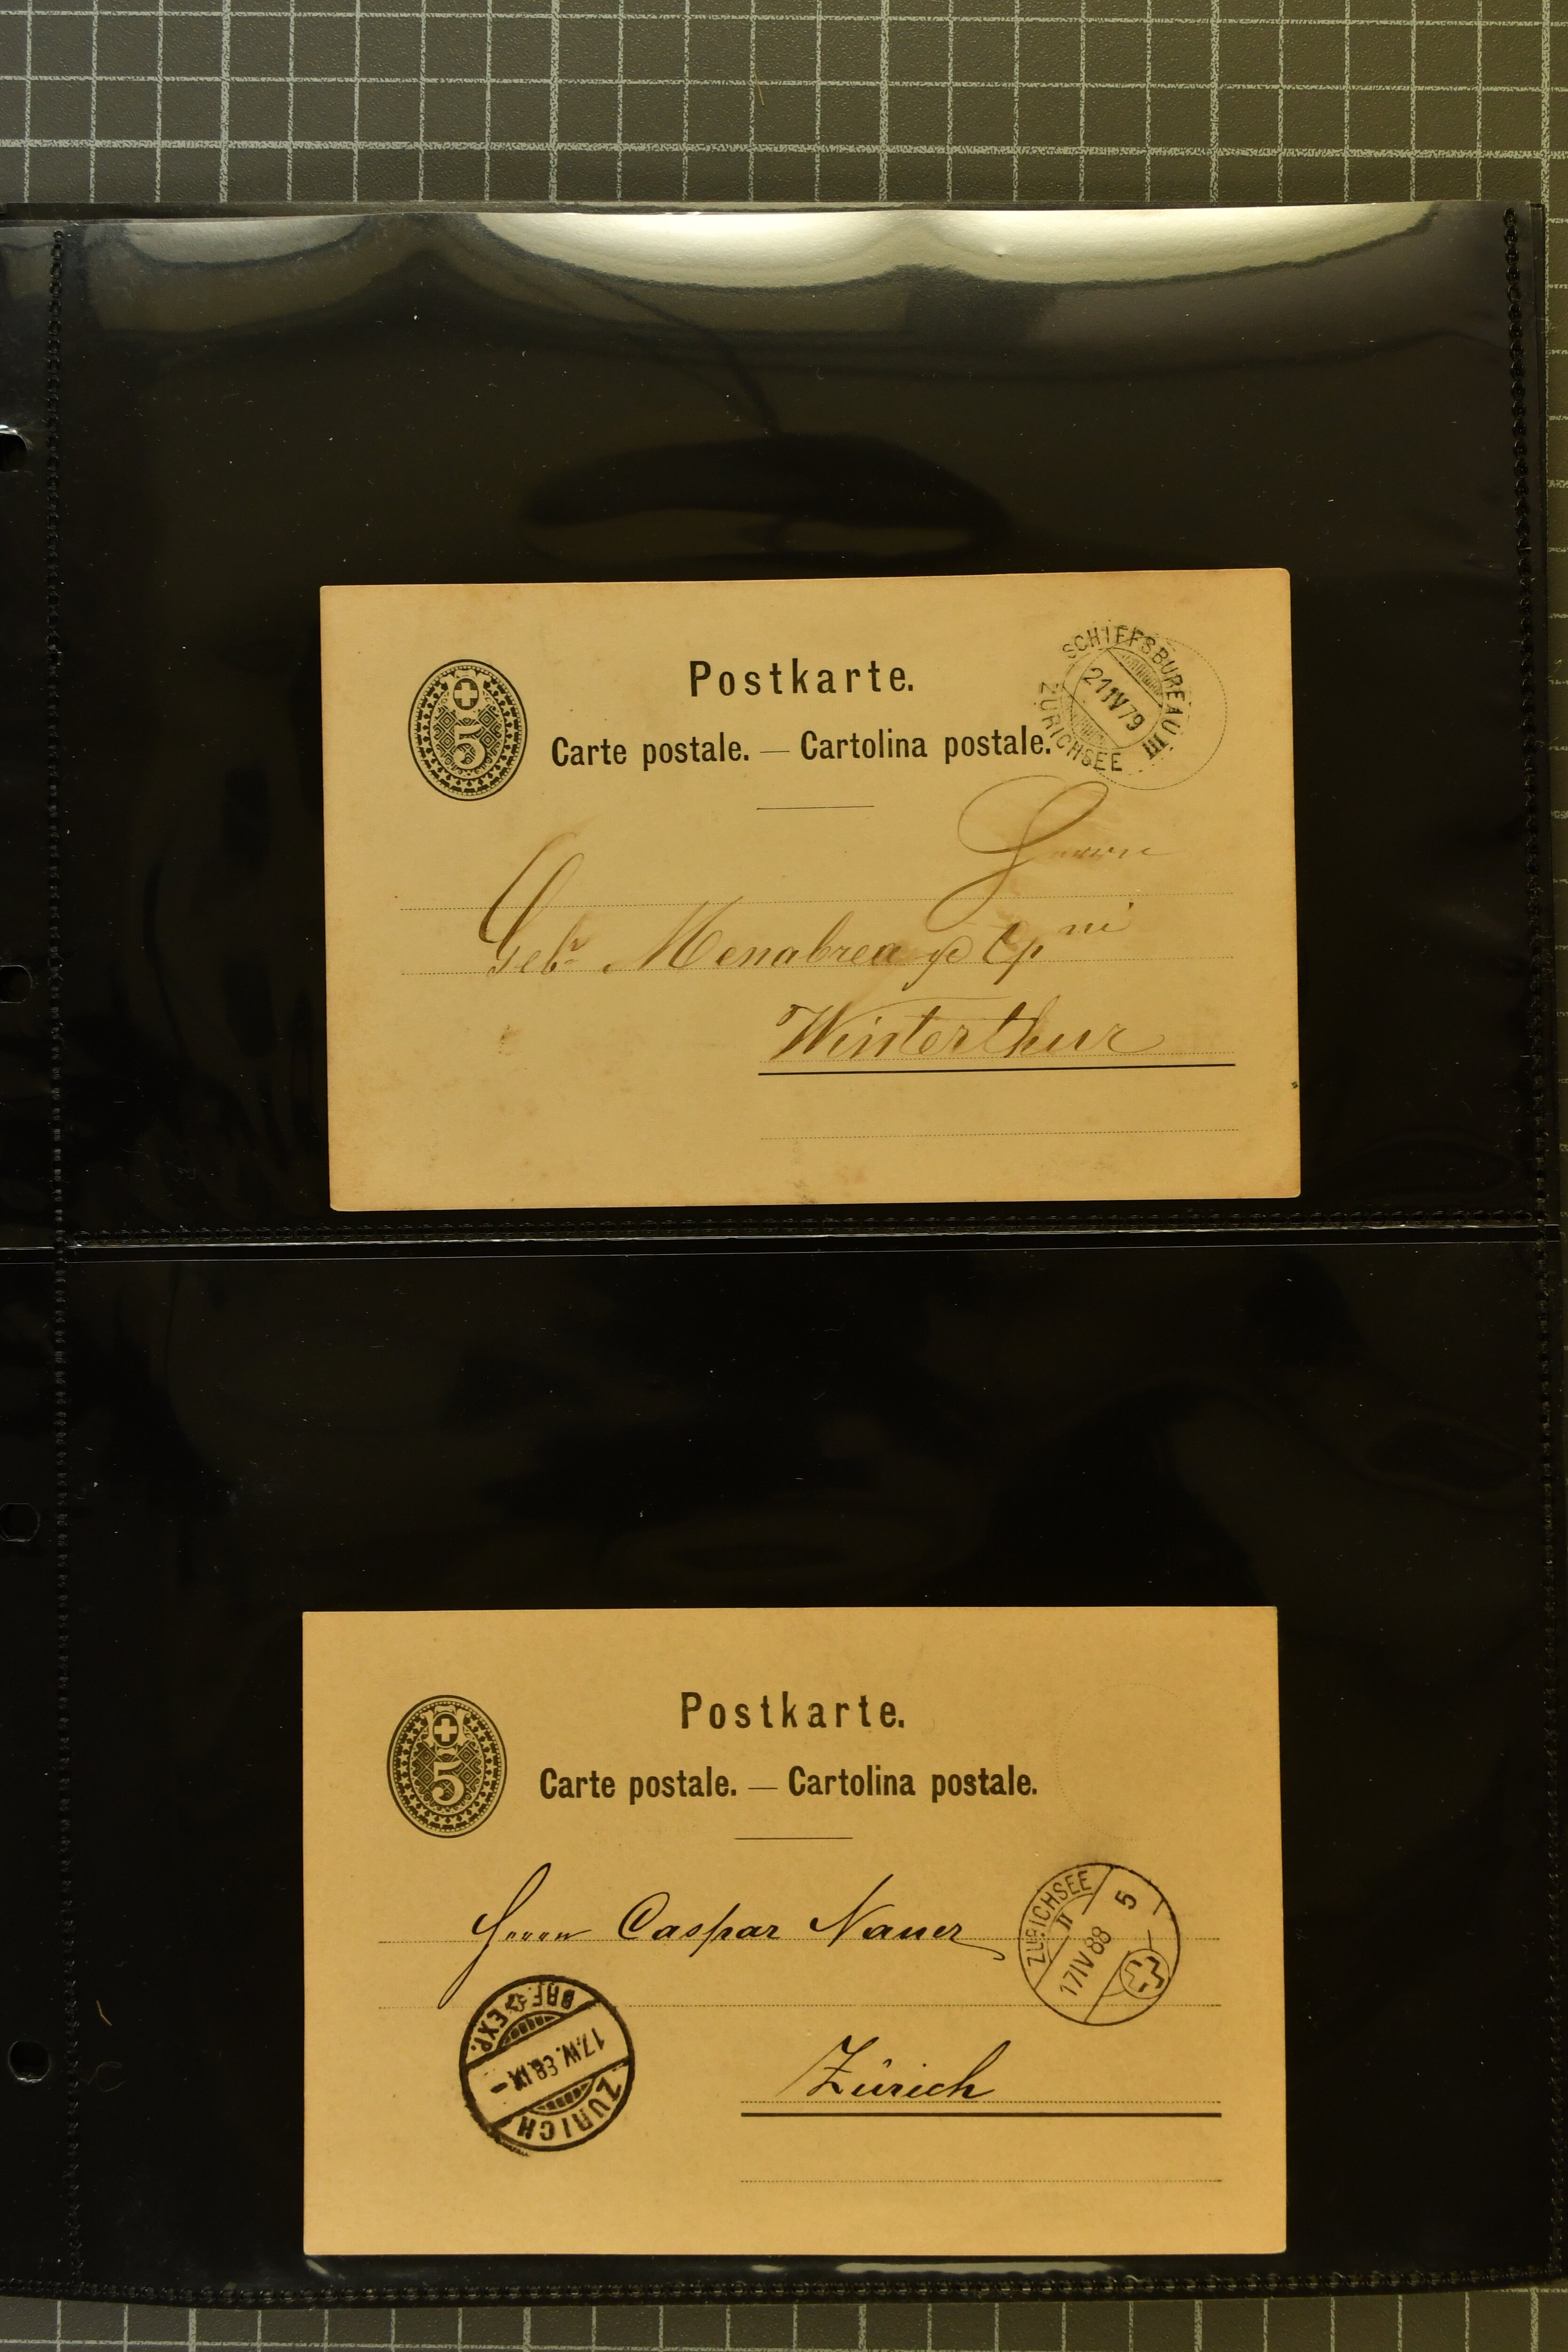 5
Postkarte.
Carte postale. — Cartolina postale.
SCHIFFSBUREAU III
21 IV 79
ZÜRICHSEE
Herrn
Gebr Menabrea & Cp
Winterthur
5
Postkarte.
Carte postale. — Cartolina postale.
Herrn Caspar Nauer
ZÜRICHSEE
II
17 IV 88
5
BRF. EXP.
17.IV.88.IX –
ZÜRICH
Zürich